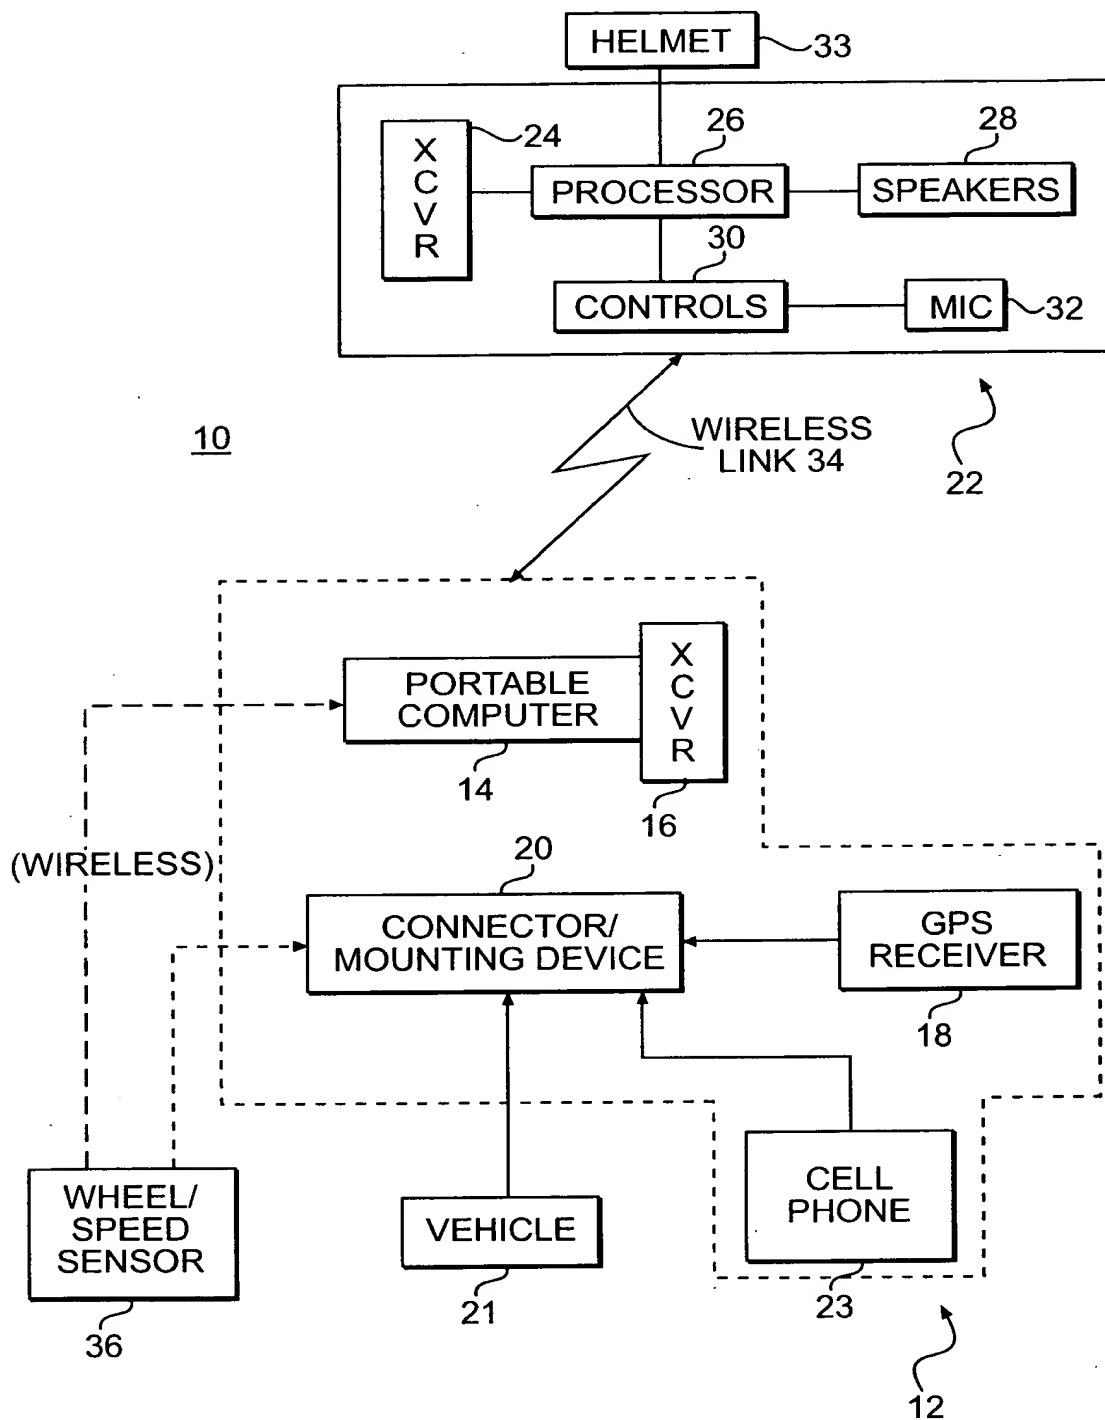 HELMET
33
XCVR
24
26
28
PROCESSOR
SPEAKERS
30
CONTROLS
MIC
32
10
WIRELESS
LINK 34
22
PORTABLE
COMPUTER
XCVR
14
16
(WIRELESS)
20
CONNECTOR/
MOUNTING DEVICE
GPS
RECEIVER
18
WHEEL/
SPEED
SENSOR
VEHICLE
CELL
PHONE
36
21
23
12